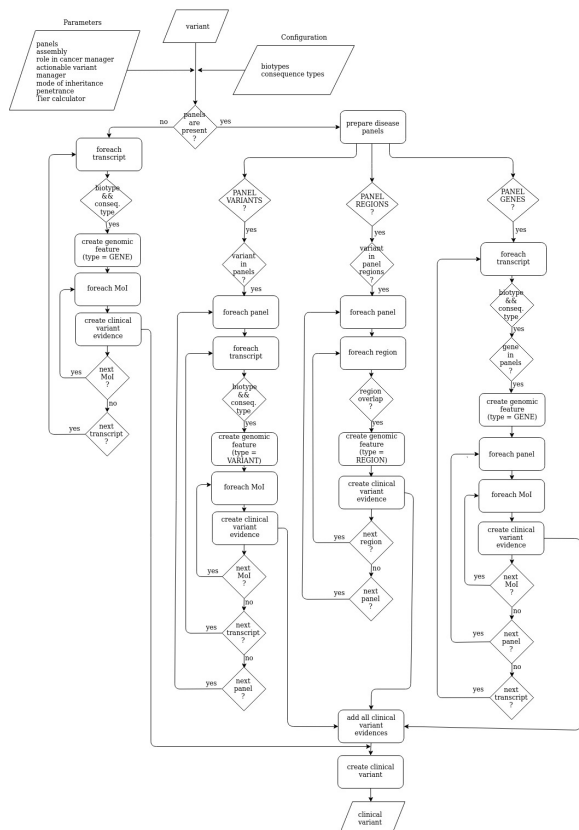 Parameters
variant
Configuration
panels
assembly
role in cancer manager
actionable variant
manager
mode of inheritance
penetrance
Tier calculator
biotypes
consequence types
no
panels
are
present
?
yes
prepare disease
panels
foreach
transcript
biotype
&&
conseq.
type
yes
create genomic
feature
(type = GENE)
foreach MoI
create clinical
variant
evidence
yes
next
MoI
?
no
yes
next
transcript?
?
PANEL
VARIANTS
?
yes
variant
in
panels?
yes
foreach panel
foreach
transcript
biotype
&&
conseq.
type
yes
create genomic
feature
(type =
VARIANT)
foreach MoI
create clinical
variant
evidence
yes
next
MoI
?
no
yes
next
transcript?
?
no
yes
next
panel
?
PANEL
REGIONS
?
yes
variant
in
panel
regions?
yes
foreach panel
foreach region
region
overlap?
?
yes
create genomic
feature
(type =
REGION)
create clinical
variant
evidence
yes
next
region
?
no
yes
next
panel
?
PANEL
GENES
?
yes
foreach
transcript
biotype
&&
conseq.
type
yes
gene
in
panels?
yes
create genomic
feature
(type = GENE)
foreach panel
foreach MoI
create clinical
variant
evidence
yes
next
MoI
?
no
yes
next
panel
?
no
yes
next
transcript?
?
add all clinical
variant
evidences
create clinical
variant
clinical
variant